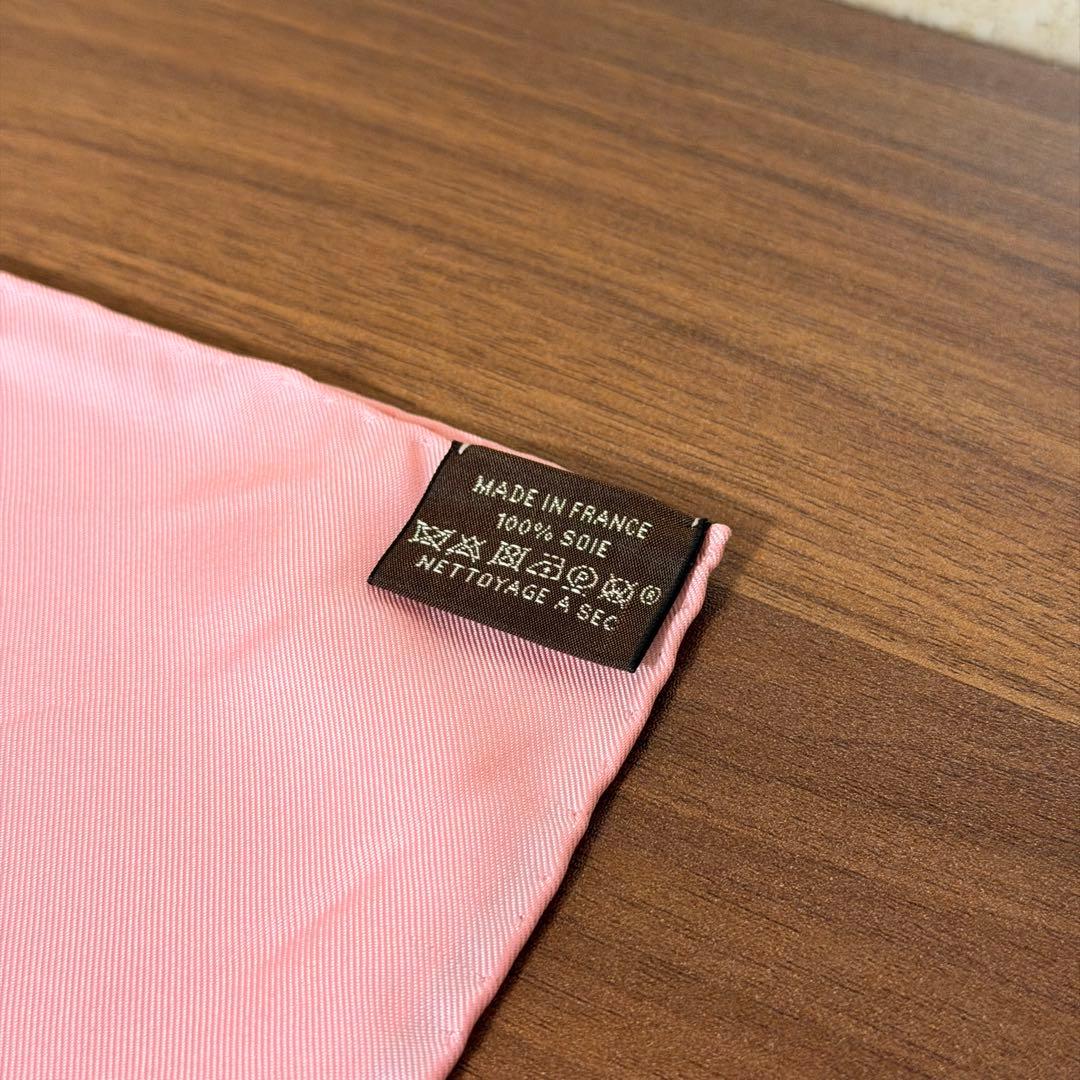 MADE IN FRANCE
100% SOIE
P ®
NETTOYAGE A SEC